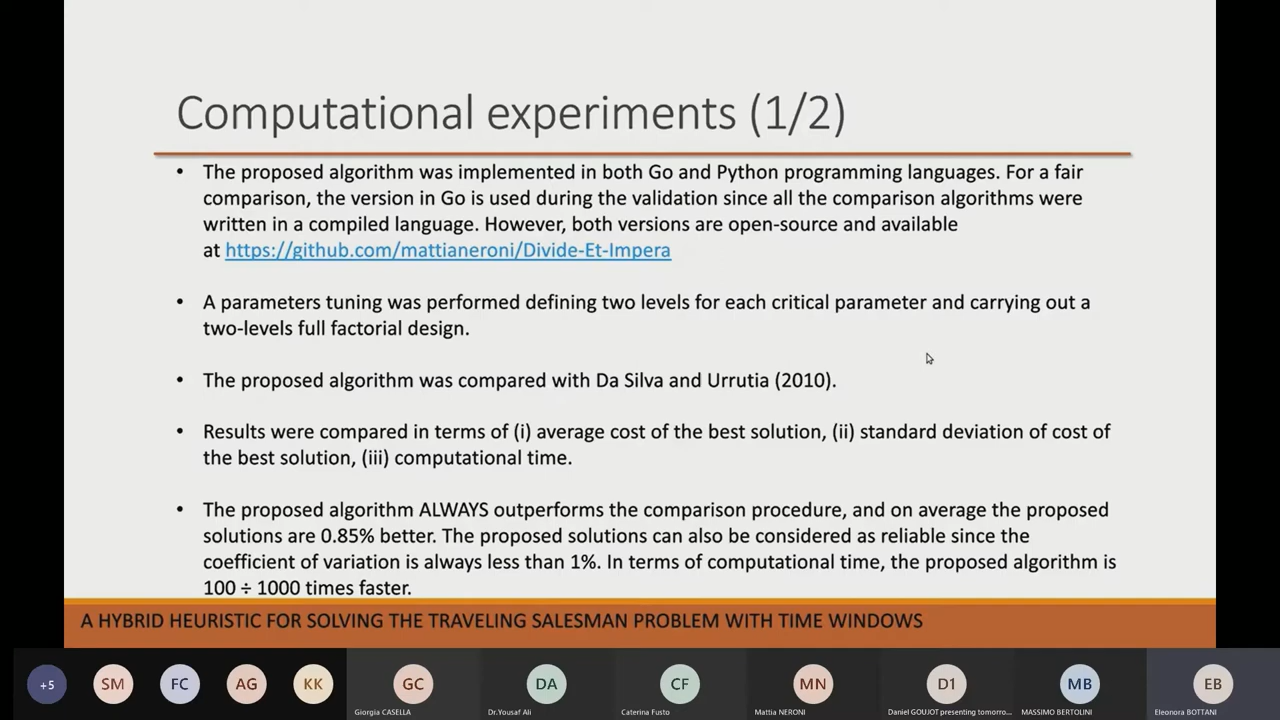 Computational experiments (1/2)
• The proposed algorithm was implemented in both Go and Python programming languages. For a fair
comparison, the version in Go is used during the validation since all the comparison algorithms were
written in a compiled language. However, both versions are open-source and available
at https://github.com/mattianeroni/Divide-Et-Impera
• A parameters tuning was performed defining two levels for each critical parameter and carrying out a
two-levels full factorial design.
• The proposed algorithm was compared with Da Silva and Urrutia (2010).
• Results were compared in terms of (i) average cost of the best solution, (ii) standard deviation of cost of
the best solution, (iii) computational time.
• The proposed algorithm ALWAYS outperforms the comparison procedure, and on average the proposed
solutions are 0.85% better. The proposed solutions can also be considered as reliable since the
coefficient of variation is always less than 1%. In terms of computational time, the proposed algorithm is
100 ÷ 1000 times faster.
A HYBRID HEURISTIC FOR SOLVING THE TRAVELING SALESMAN PROBLEM WITH TIME WINDOWS
+5 SM FC AG KK GC DA CF MN D1 MB EB
Giorgia CASELLA Dr.Yousaf Ali Caterina Fusto Mattia NERONI Daniel GOUJOT presenting tomorro... MASSIMO BERTOLINI Eleonora BOTTANI